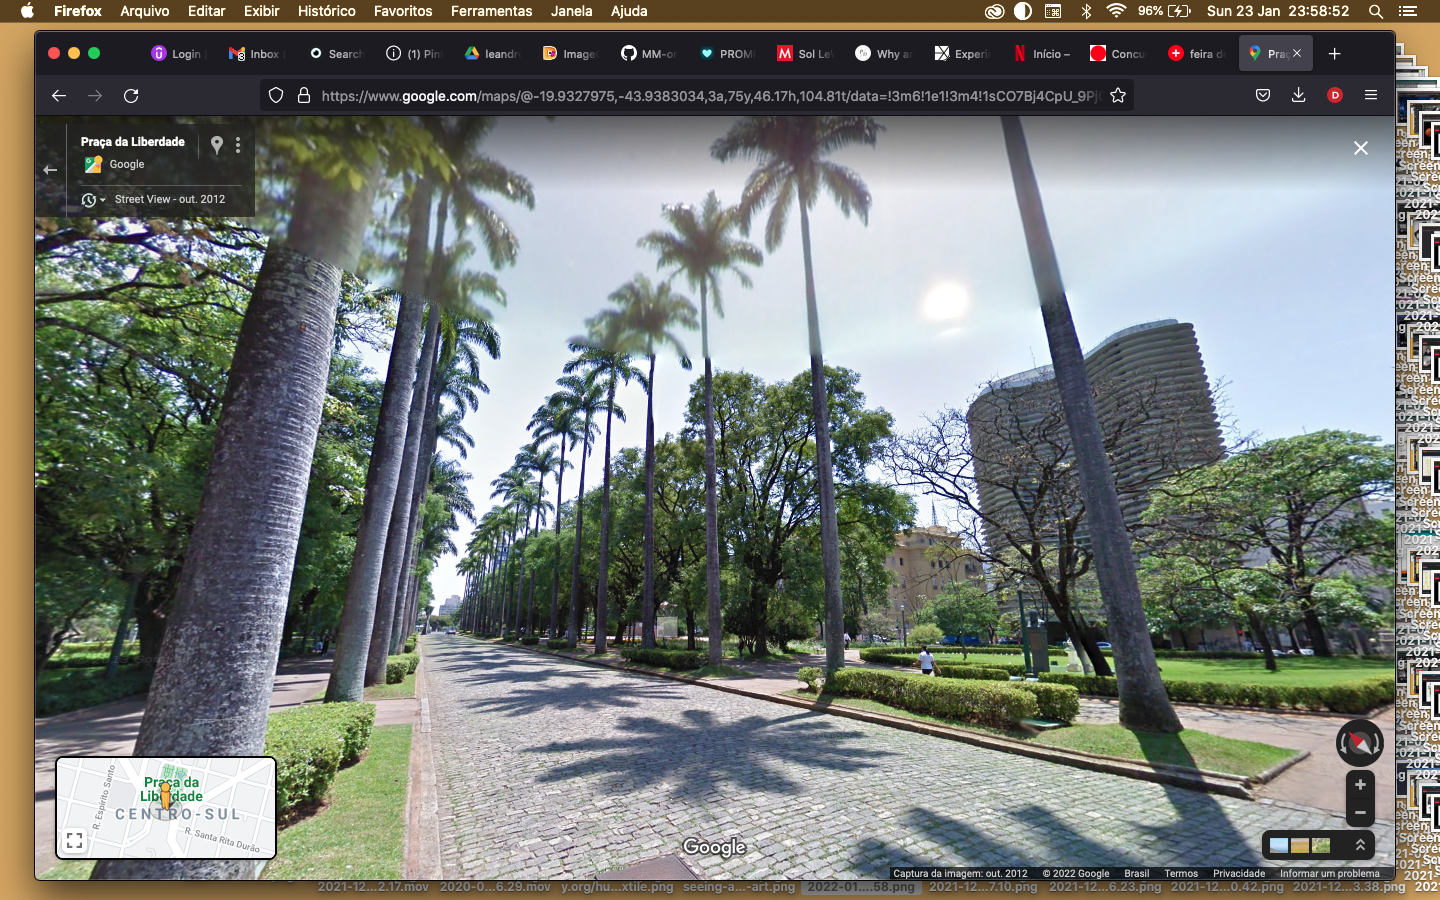 Firefox Arquivo Editar Exibir Histórico Favoritos Ferramentas Janela Ajuda 96% Sun 23 Jan 23:58:52
Login Inbox Search (1) Pin leandr Image MM-or PROM Sol Le Why a Experi Início – Concu feira d Praç
https://www.google.com/maps/@-19.9327975,-43.9383034,3a,75y,46.17h,104.81t/data=!3m6!1e1!3m4!1sCO7Bj4CpU_9Pj
D
Praça da Liberdade
Google
Street View - out. 2012
Praça da
Liberdade
CENTRO-SUL
R. Espírito Santo
R. Santa Rita Durão
Google
Captura da imagem: out. 2012 © 2022 Google Brasil Termos Privacidade Informar um problema
2021-12...2.17.mov 2020-0...6.29.mov y.org/hu...xtile.png seeing-a...-art.png 2022-01....58.png 2021-12...7.10.png 2021-12...6.23.png 2021-12...0.42.png 2021-12...3.38.png